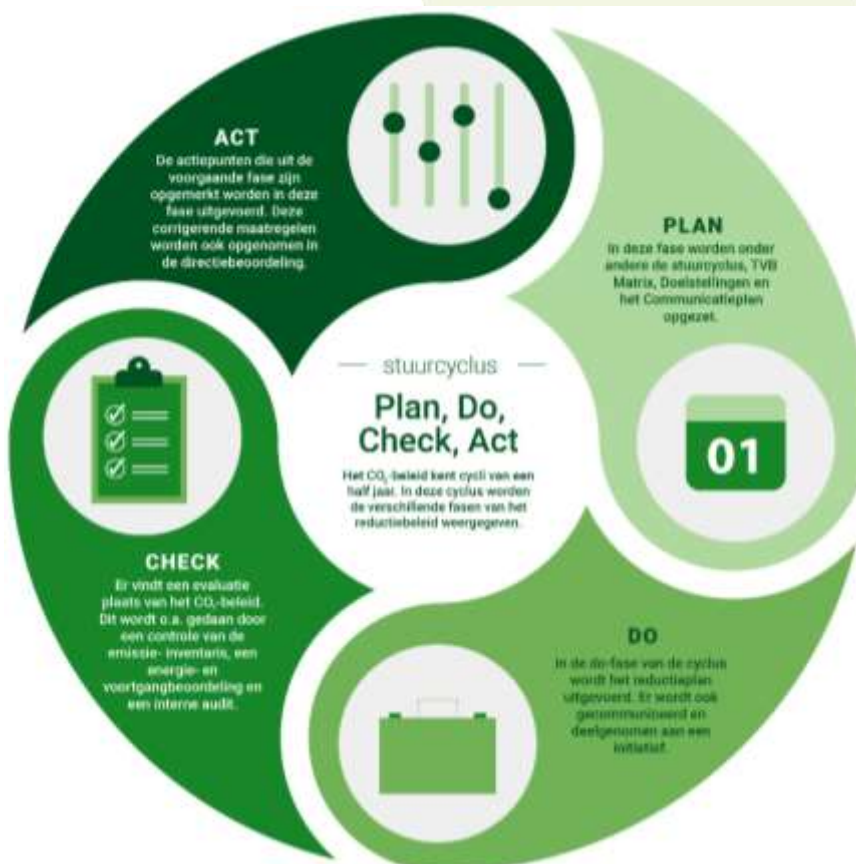 ACT
De actiepunten die uit de
voorgaande fase zijn
opgemerkt worden in deze
fase uitgevoerd. Deze
corrigerende maatregelen
worden ook opgenomen in
de directiebeoordeling.
PLAN
In deze fase worden onder
andere de stuurcyclus, TVB
Matrix, Doelstellingen en
het Communicatieplan
opgezet.
01
stuurcyclus
Plan, Do,
Check, Act
Het CO₂-beleid kent cycli van een
half jaar. In deze cyclus worden
de verschillende fasen van het
reductiebeleid weergegeven.
CHECK
Er vindt een evaluatie
plaats van het CO₂-beleid.
Dit wordt o.a. gedaan door
een controle van de
emissie- inventaris, een
energie- en
voortgangbeoordeling en
een interne audit.
DO
In de do-fase van de cyclus
wordt het reductieplan
uitgevoerd. Er wordt ook
gecommuniceerd en
deelgenomen aan een
initiatief.